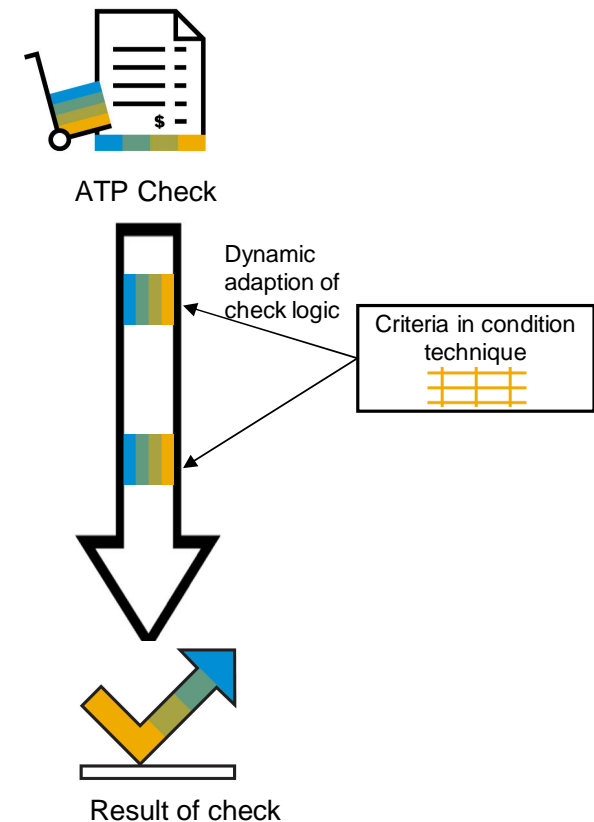 $
ATP Check
Dynamic
adaption of
check logic
Criteria in condition
technique
Result of check